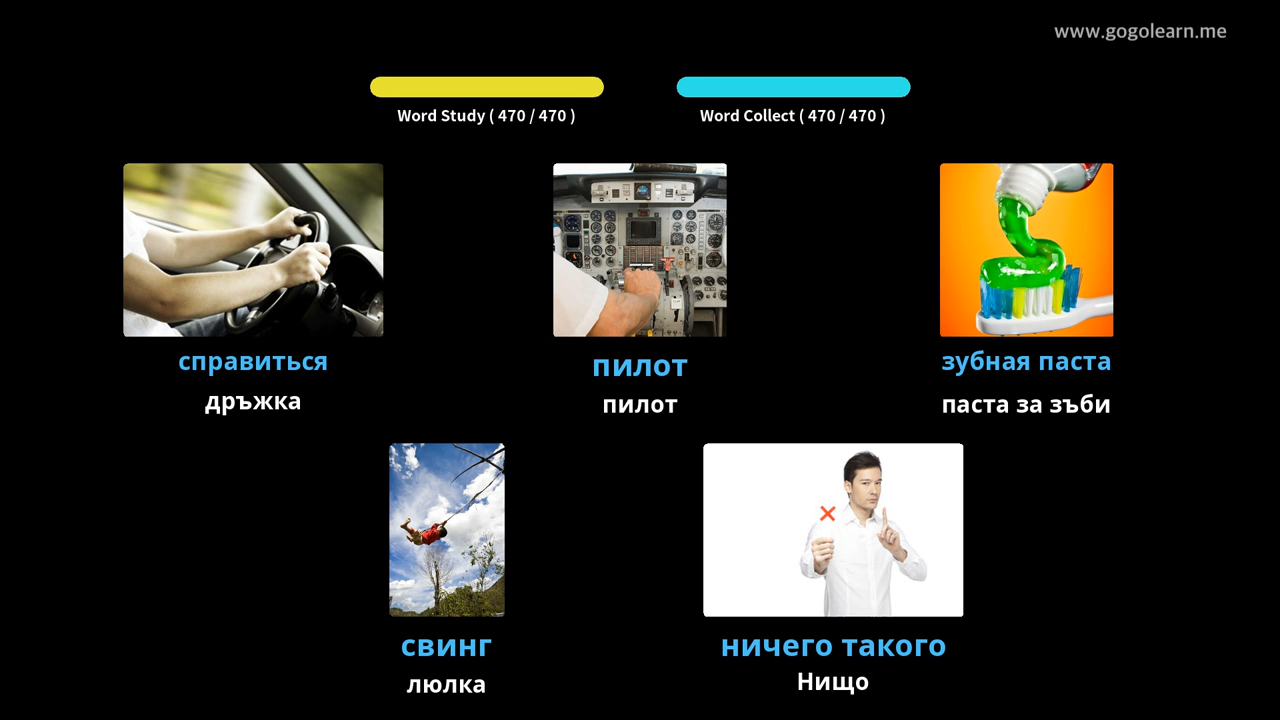 www.gogolearn.me
Word Study ( 470 / 470 )
Word Collect ( 470 / 470 )
справиться
дръжка
пилот
пилот
зубная паста
паста за зъби
свинг
люлка
ничего такого
Нищо